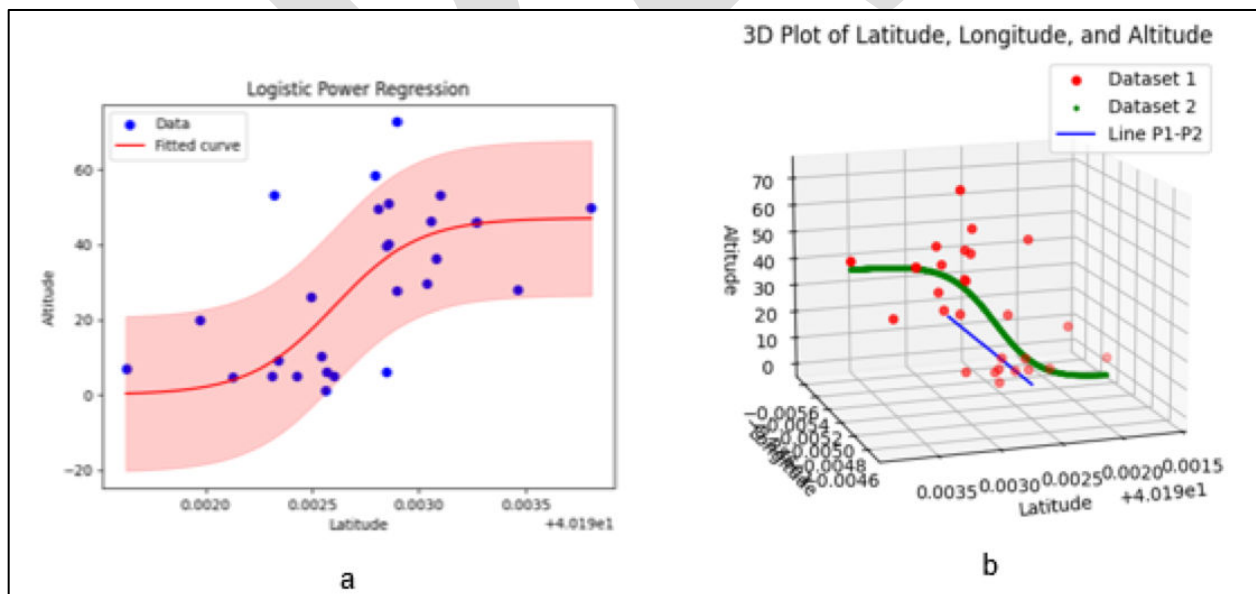 Logistic Power Regression
Data
Fitted curve
Altitude
60
40
20
0
−20
0.0020 0.0025 0.0030 0.0035
+4.019e1
Latitude
a
3D Plot of Latitude, Longitude, and Altitude
Dataset 1
Dataset 2
Line P1-P2
Altitude
70
60
50
40
30
20
10
0
−0.0056
−0.0054
−0.0052
−0.0050
−0.0048
−0.0046
Longitude
0.0035 0.0030 0.0025 0.0020 0.0015
+4.019e1
Latitude
b